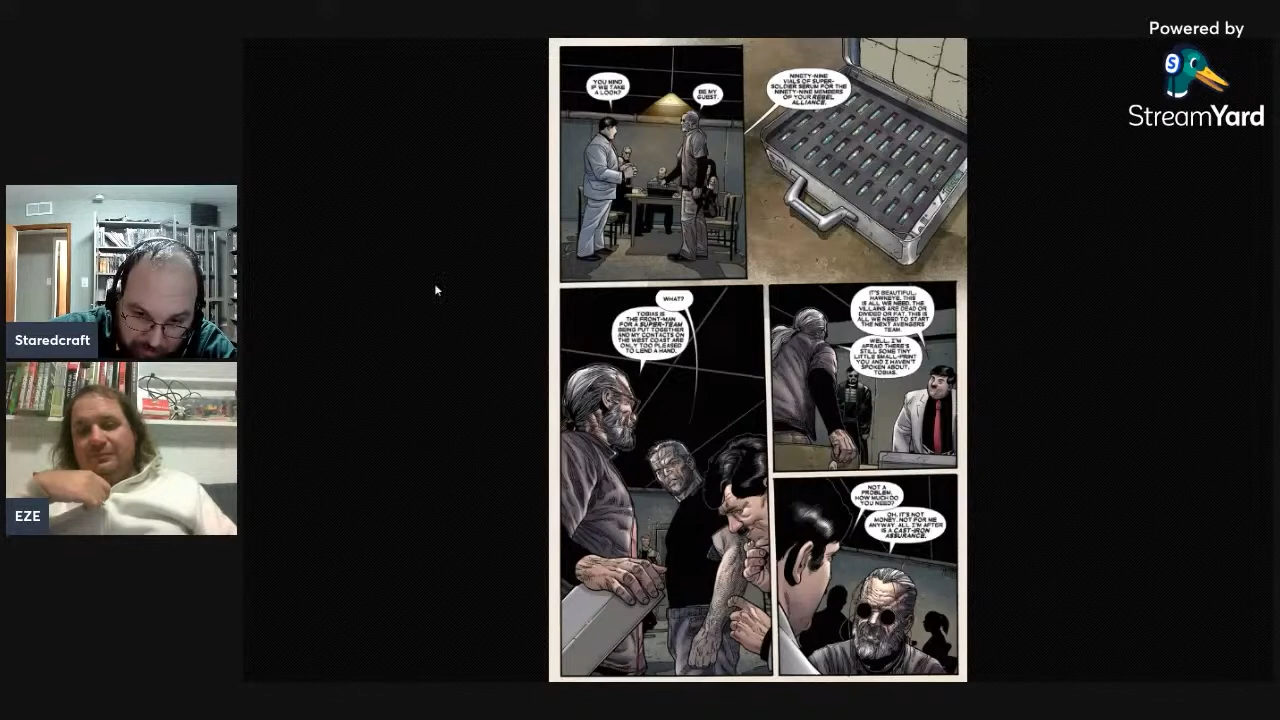 Powered by
S
StreamYard
YOU MIND
IF WE TAKE
A LOOK?
BE MY
GUEST.
NINETY-NINE
VIALS OF SUPER-
SOLDIER SERUM FOR THE
NINETY-NINE MEMBERS
OF YOUR REBEL
ALLIANCE.
WHAT?
TOBIAS IS
THE FRONT-MAN
FOR A SUPER-TEAM
BEING PUT TOGETHER
AND MY CONTACTS ON
THE WEST COAST ARE
ONLY TOO PLEASED
TO LEND A HAND.
IT'S BEAUTIFUL,
HAWKEYE. THIS
IS ALL WE NEED. THE
VILLAINS ARE DEAD OR
DIVIDED OR FAT. THIS IS
ALL WE NEED TO START
THE NEXT AVENGERS
TEAM.
WELL, I'M
AFRAID THERE'S
STILL SOME TINY
LITTLE SMALL-PRINT
YOU AND I HAVEN'T
SPOKEN ABOUT,
TOBIAS.
NOT A
PROBLEM.
HOW MUCH DO
YOU NEED?
OH, IT'S NOT
MONEY. NOT FOR ME
ANYWAY. ALL I'M AFTER
IS A CAST-IRON
ASSURANCE.
Staredcraft
EZE